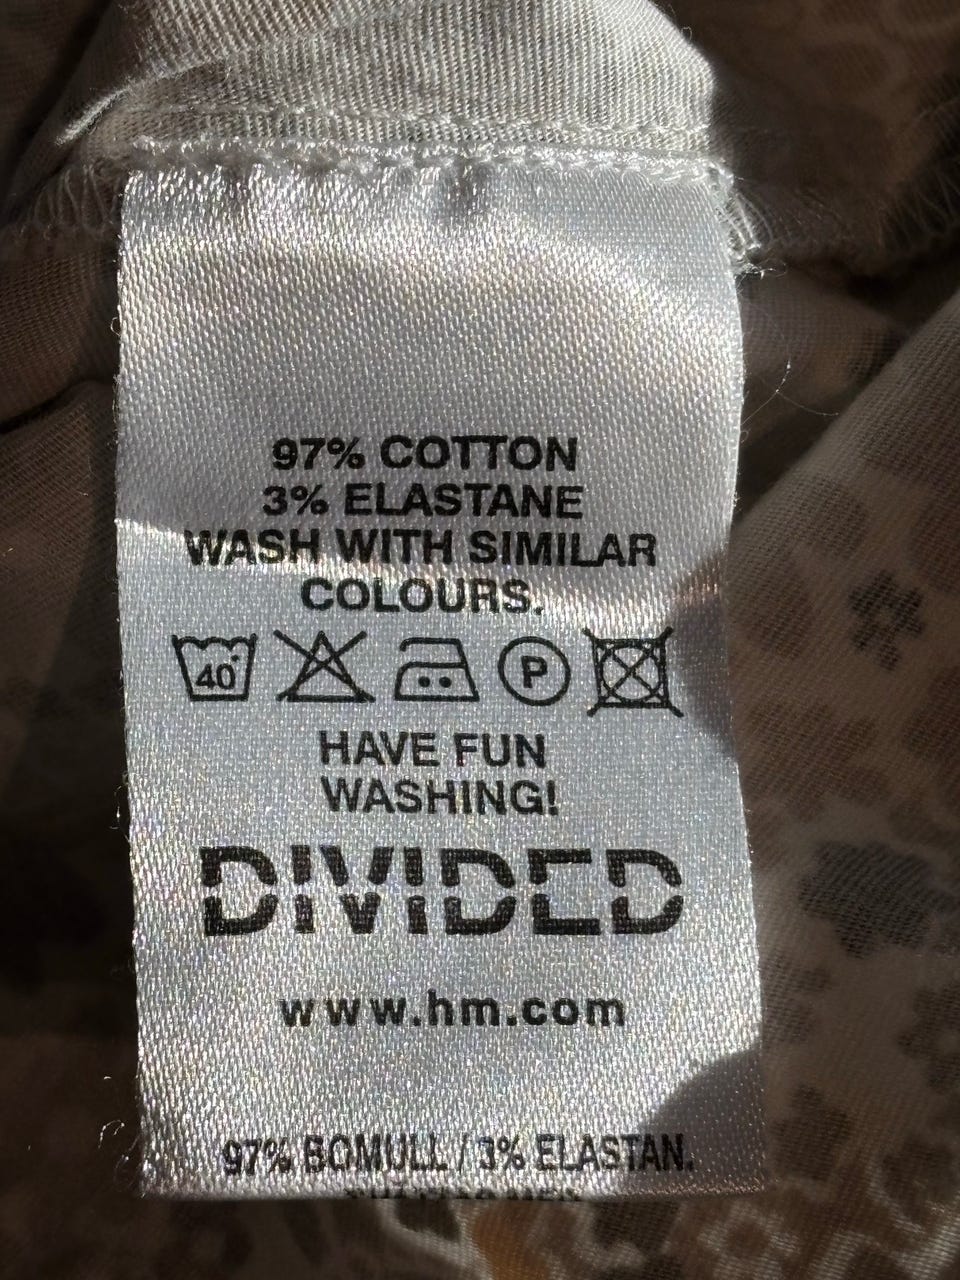 97% COTTON
3% ELASTANE
WASH WITH SIMILAR
COLOURS.
40°
P
HAVE FUN
WASHING!
DIVIDED
www.hm.com
97% BOMULL / 3% ELASTAN.